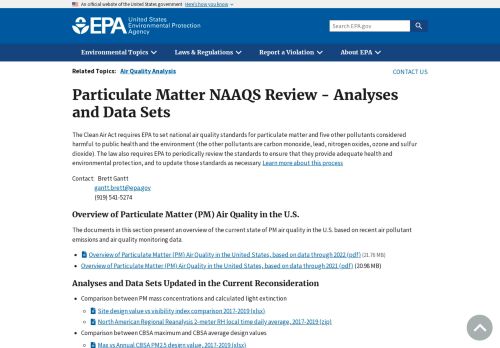 An official website of the United States government Here's how you know
EPA United States Environmental Protection Agency
Search EPA.gov
Environmental Topics Laws & Regulations Report a Violation About EPA
Related Topics: Air Quality Analysis
CONTACT US
Particulate Matter NAAQS Review - Analyses
and Data Sets
The Clean Air Act requires EPA to set national air quality standards for particulate matter and five other pollutants considered
harmful to public health and the environment (the other pollutants are carbon monoxide, lead, nitrogen oxides, ozone and sulfur
dioxide). The law also requires EPA to periodically review the standards to ensure that they provide adequate health and
environmental protection, and to update those standards as necessary Learn more about this process
Contact: Brett Gantt
gantt.brett@epa.gov
(919) 541-5274
Overview of Particulate Matter (PM) Air Quality in the U.S.
The documents in this section present an overview of the current state of PM air quality in the U.S. based on recent air pollutant
emissions and air quality monitoring data.
Overview of Particulate Matter (PM) Air Quality in the United States, based on data through 2022 (pdf) (21.76 MB)
Overview of Particulate Matter (PM) Air Quality in the United States, based on data through 2021 (pdf) (20.98 MB)
Analyses and Data Sets Updated in the Current Reconsideration
Comparison between PM mass concentrations and calculated light extinction
Site design value vs visibility index comparison 2017-2019 (xlsx)
North American Regional Reanalysis 2-meter RH local time daily average, 2017-2019 (zip)
Comparison between CBSA maximum and CBSA average design values
Max vs Annual CBSA PM2.5 design value, 2017-2019 (xlsx)